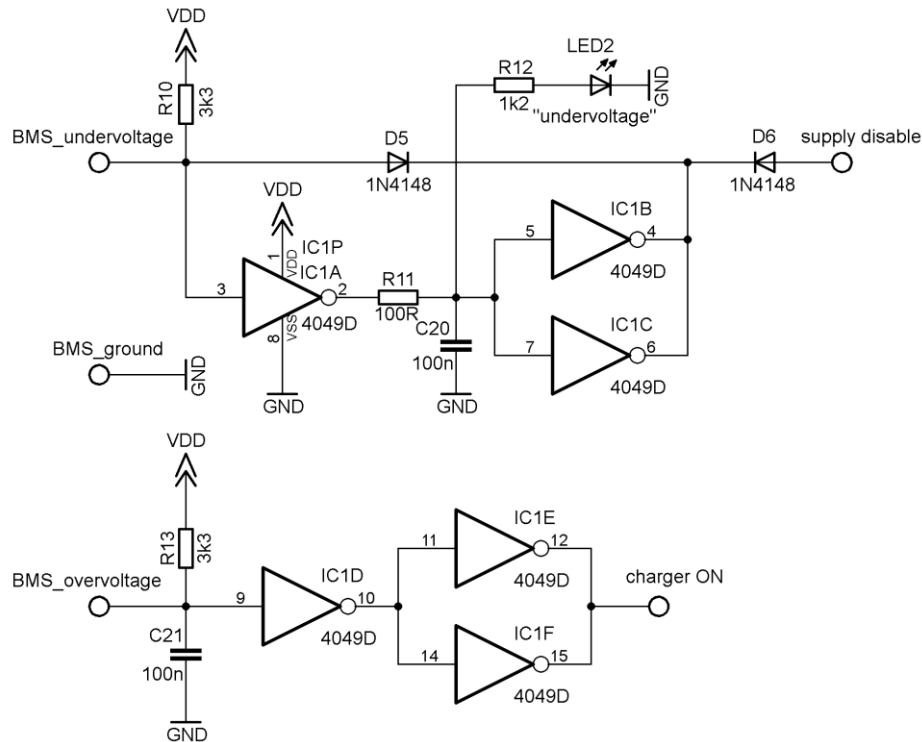 VDD
R10
3k3
BMS_undervoltage
R12
1k2
LED2
"undervoltage"
GND
D5
1N4148
D6
1N4148
supply disable
VDD
1
VDD
IC1P
IC1A
3
2
4049D
8
VSS
GND
R11
100R
C20
100n
GND
5
IC1B
4
4049D
7
IC1C
6
4049D
BMS_ground
GND
VDD
R13
3k3
BMS_overvoltage
C21
100n
GND
9
IC1D
10
4049D
11
IC1E
12
4049D
14
IC1F
15
4049D
charger ON